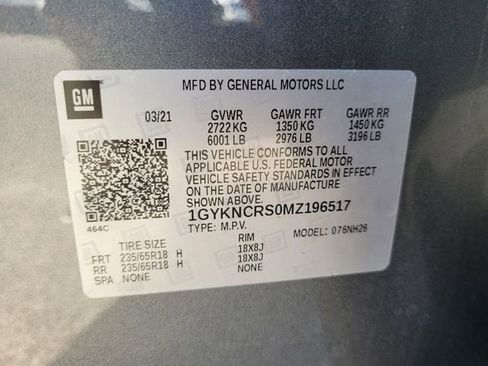 GM
MFD BY GENERAL MOTORS LLC
03/21 GVWR GAWR FRT GAWR RR
2722 KG 1350 KG 1450 KG
6001 LB 2976 LB 3196 LB
THIS VEHICLE CONFORMS TO ALL
APPLICABLE U.S. FEDERAL MOTOR
VEHICLE SAFETY STANDARDS IN EFFECT
ON THE DATE OF MANUFACTURE
SHOWN ABOVE.
1GYKNCRS0MZ196517
464C TYPE: M.P.V. MODEL: 076NH26
TIRE SIZE RIM
FRT 235/65R18 H 18X8J
RR 235/65R18 H 18X8J
SPA NONE NONE